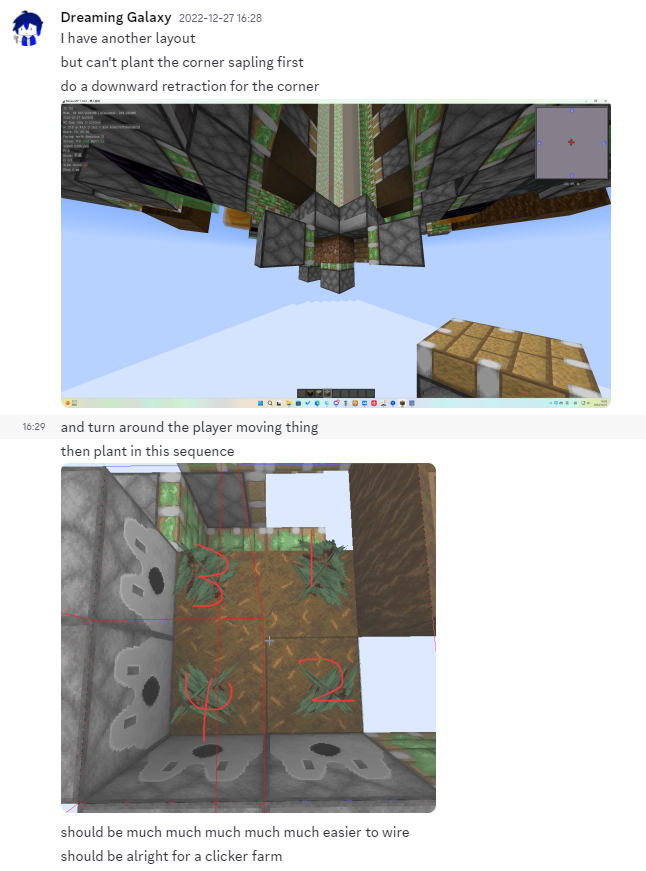 Dreaming Galaxy 2022-12-27 16:28
I have another layout
but can't plant the corner sapling first
do a downward retraction for the corner
16:29 and turn around the player moving thing
then plant in this sequence
3 1
4 2
should be much much much much much easier to wire
should be alright for a clicker farm